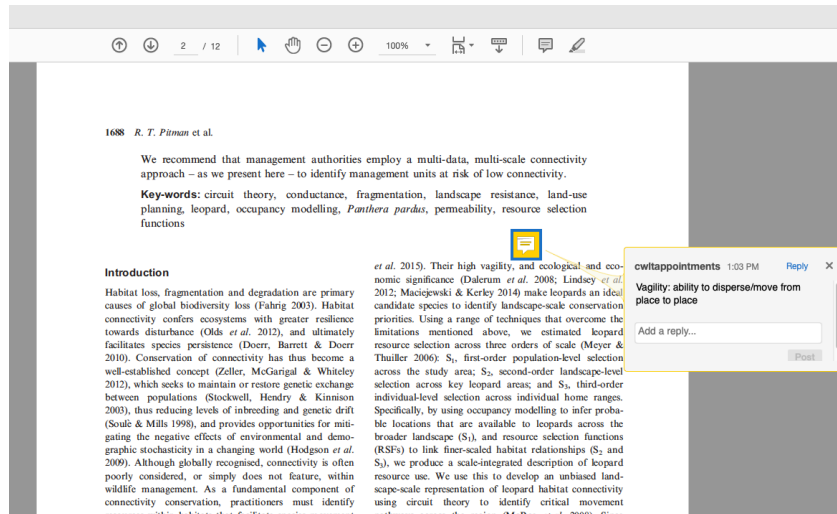 2 / 12 100%
1688 R. T. Pitman et al.
We recommend that management authorities employ a multi-data, multi-scale connectivity
approach – as we present here – to identify management units at risk of low connectivity.
Key-words: circuit theory, conductance, fragmentation, landscape resistance, land-use
planning, leopard, occupancy modelling, Panthera pardus, permeability, resource selection
functions
Introduction
Habitat loss, fragmentation and degradation are primary
causes of global biodiversity loss (Fahrig 2003). Habitat
connectivity confers ecosystems with greater resilience
towards disturbance (Olds et al. 2012), and ultimately
facilitates species persistence (Doerr, Barrett & Doerr
2010). Conservation of connectivity has thus become a
well-established concept (Zeller, McGarigal & Whiteley
2012), which seeks to maintain or restore genetic exchange
between populations (Stockwell, Hendry & Kinnison
2003), thus reducing levels of inbreeding and genetic drift
(Soulè & Mills 1998), and provides opportunities for miti-
gating the negative effects of environmental and demo-
graphic stochasticity in a changing world (Hodgson et al.
2009). Although globally recognised, connectivity is often
poorly considered, or simply does not feature, within
wildlife management. As a fundamental component of
connectivity conservation, practitioners must identify
et al. 2015). Their high vagility, and ecological and eco-
nomic significance (Dalerum et al. 2008; Lindsey et al.
2012; Maciejewski & Kerley 2014) make leopards an ideal
candidate species to identify landscape-scale conservation
priorities. Using a range of techniques that overcome the
limitations mentioned above, we estimated leopard
resource selection across three orders of scale (Meyer &
Thuiller 2006): S₁, first-order population-level selection
across the study area; S₂, second-order landscape-level
selection across key leopard areas; and S₃, third-order
individual-level selection across individual home ranges.
Specifically, by using occupancy modelling to infer proba-
ble locations that are available to leopards across the
broader landscape (S₁), and resource selection functions
(RSFs) to link finer-scaled habitat relationships (S₂ and
S₃), we produce a scale-integrated description of leopard
resource use. We use this to develop an unbiased land-
scape-scale representation of leopard habitat connectivity
using circuit theory to identify critical movement
cwltappointments 1:03 PM Reply
Vagility: ability to disperse/move from
place to place
Add a reply...
Post